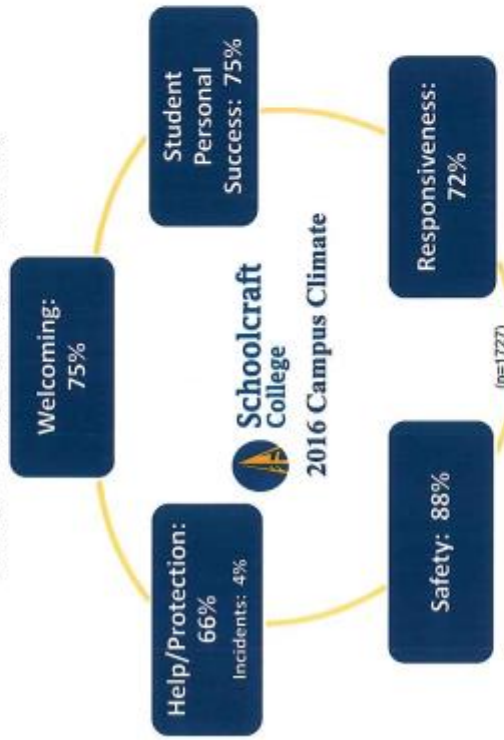 Welcoming:
75%
Student
Personal
Success: 75%
Responsiveness:
72%
Safety: 88%
Help/Protection:
66%
Incidents: 4%
Schoolcraft
College
2016 Campus Climate
(n=1727)